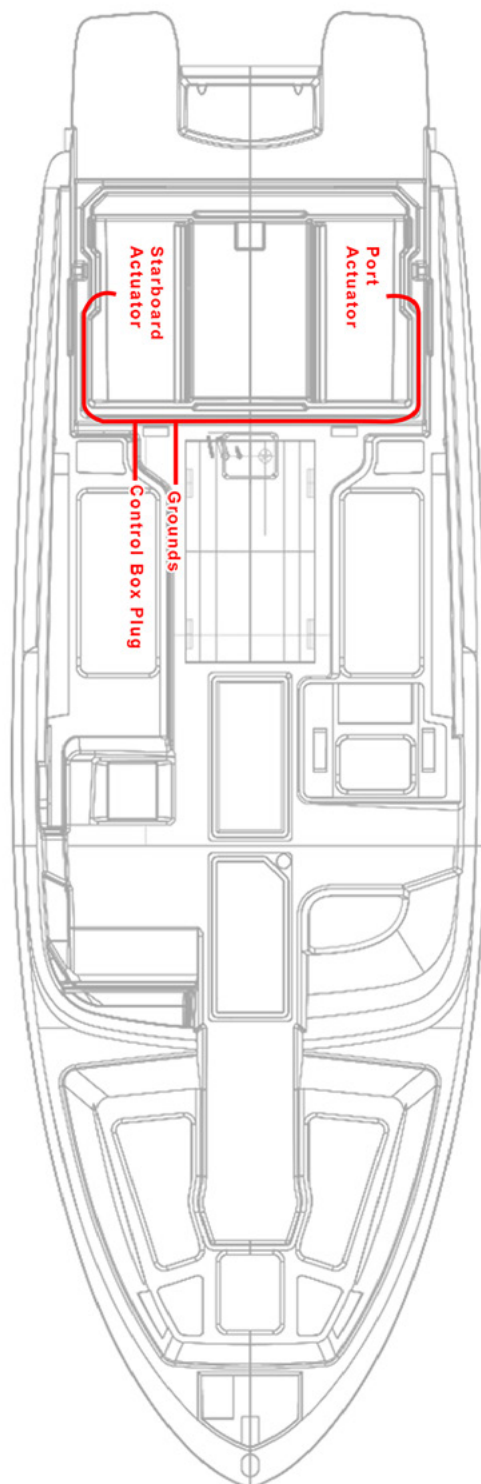 Port
Actuator
Starboard
Actuator
Grounds
Control Box Plug